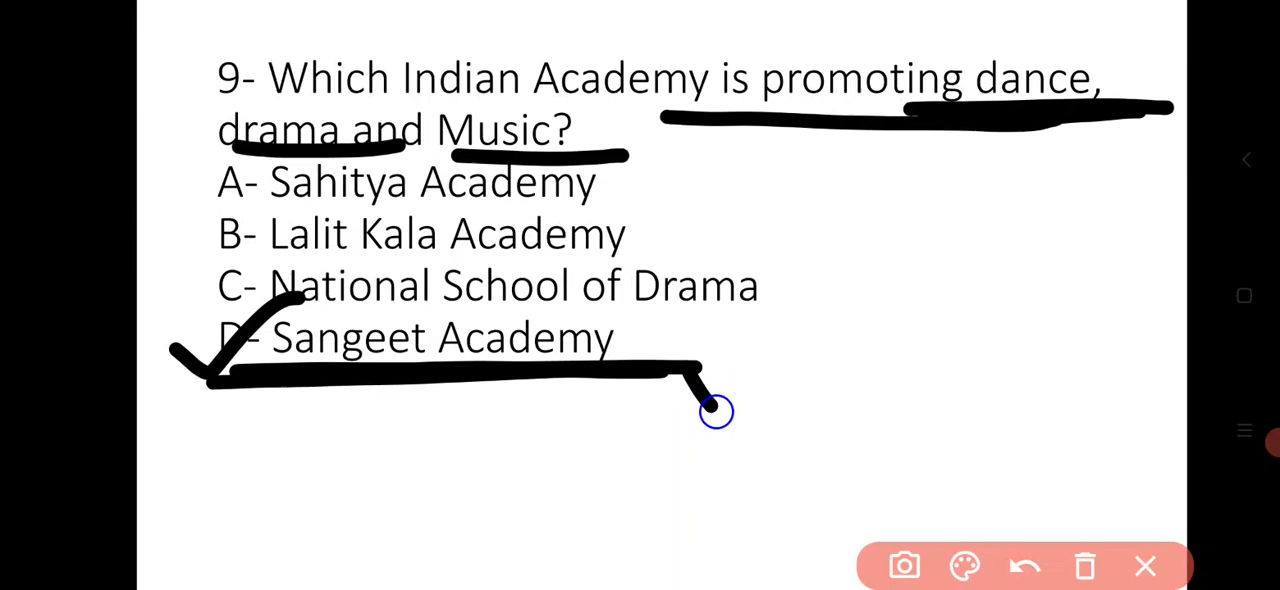 9- Which Indian Academy is promoting dance,
drama and Music?
A- Sahitya Academy
B- Lalit Kala Academy
C- National School of Drama
D- Sangeet Academy